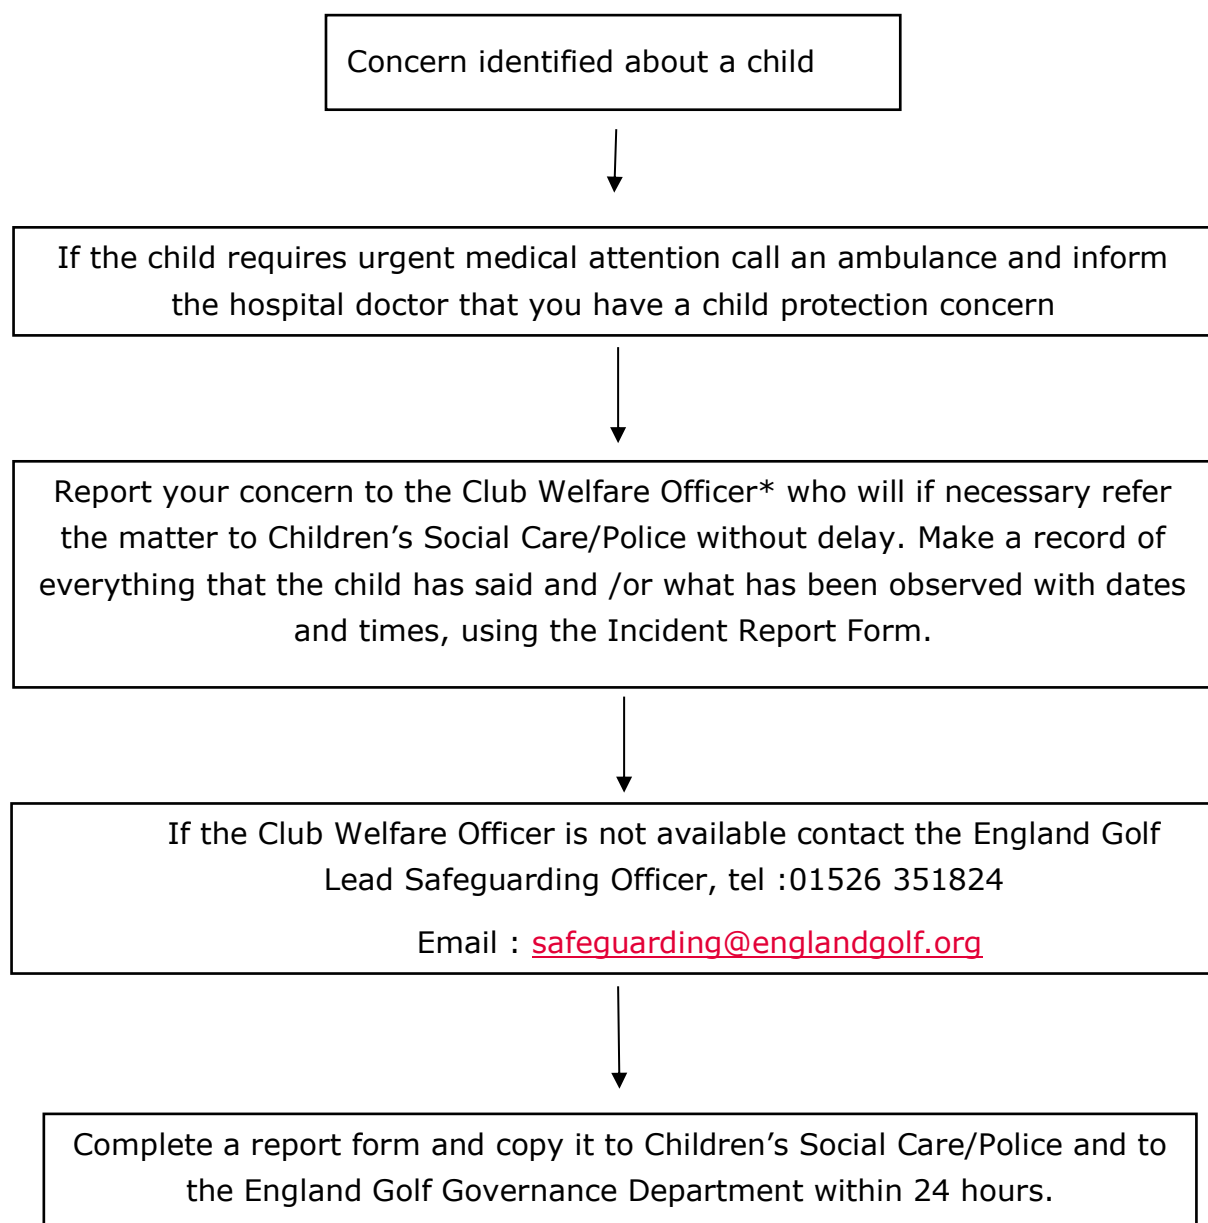 Concern identified about a child
If the child requires urgent medical attention call an ambulance and inform
the hospital doctor that you have a child protection concern
Report your concern to the Club Welfare Officer* who will if necessary refer
the matter to Children’s Social Care/Police without delay. Make a record of
everything that the child has said and /or what has been observed with dates
and times, using the Incident Report Form.
If the Club Welfare Officer is not available contact the England Golf
Lead Safeguarding Officer, tel :01526 351824
Email : safeguarding@englandgolf.org
Complete a report form and copy it to Children’s Social Care/Police and to
the England Golf Governance Department within 24 hours.